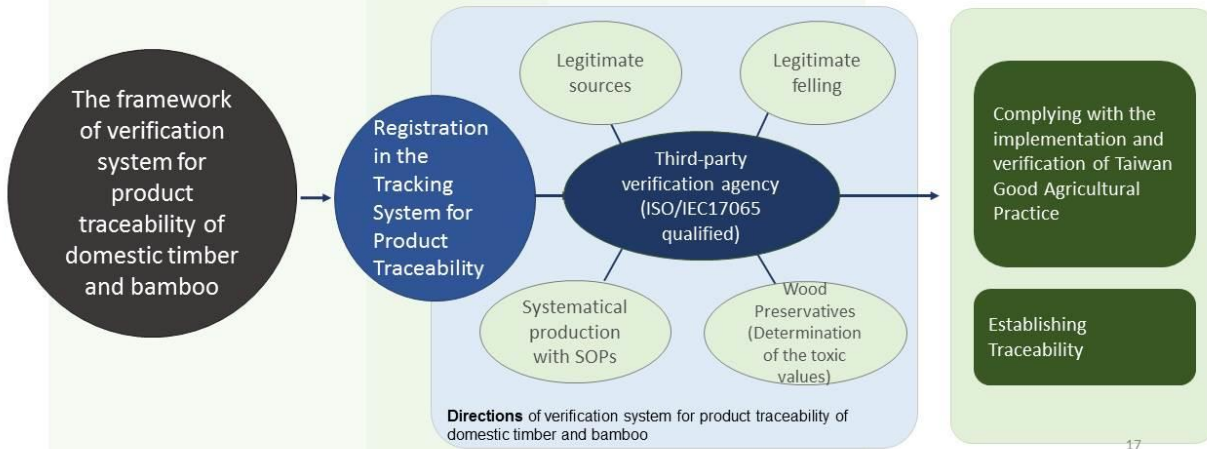 The framework
of verification
system for
product
traceability of
domestic timber
and bamboo
Registration
in the
Tracking
System for
Product
Traceability
Legitimate
sources
Legitimate
felling
Third-party
verification agency
(ISO/IEC17065
qualified)
Systematical
production
with SOPs
Wood
Preservatives
(Determination
of the toxic
values)
Directions of verification system for product traceability of
domestic timber and bamboo
Complying with the
implementation and
verification of Taiwan
Good Agricultural
Practice
Establishing
Traceability
17